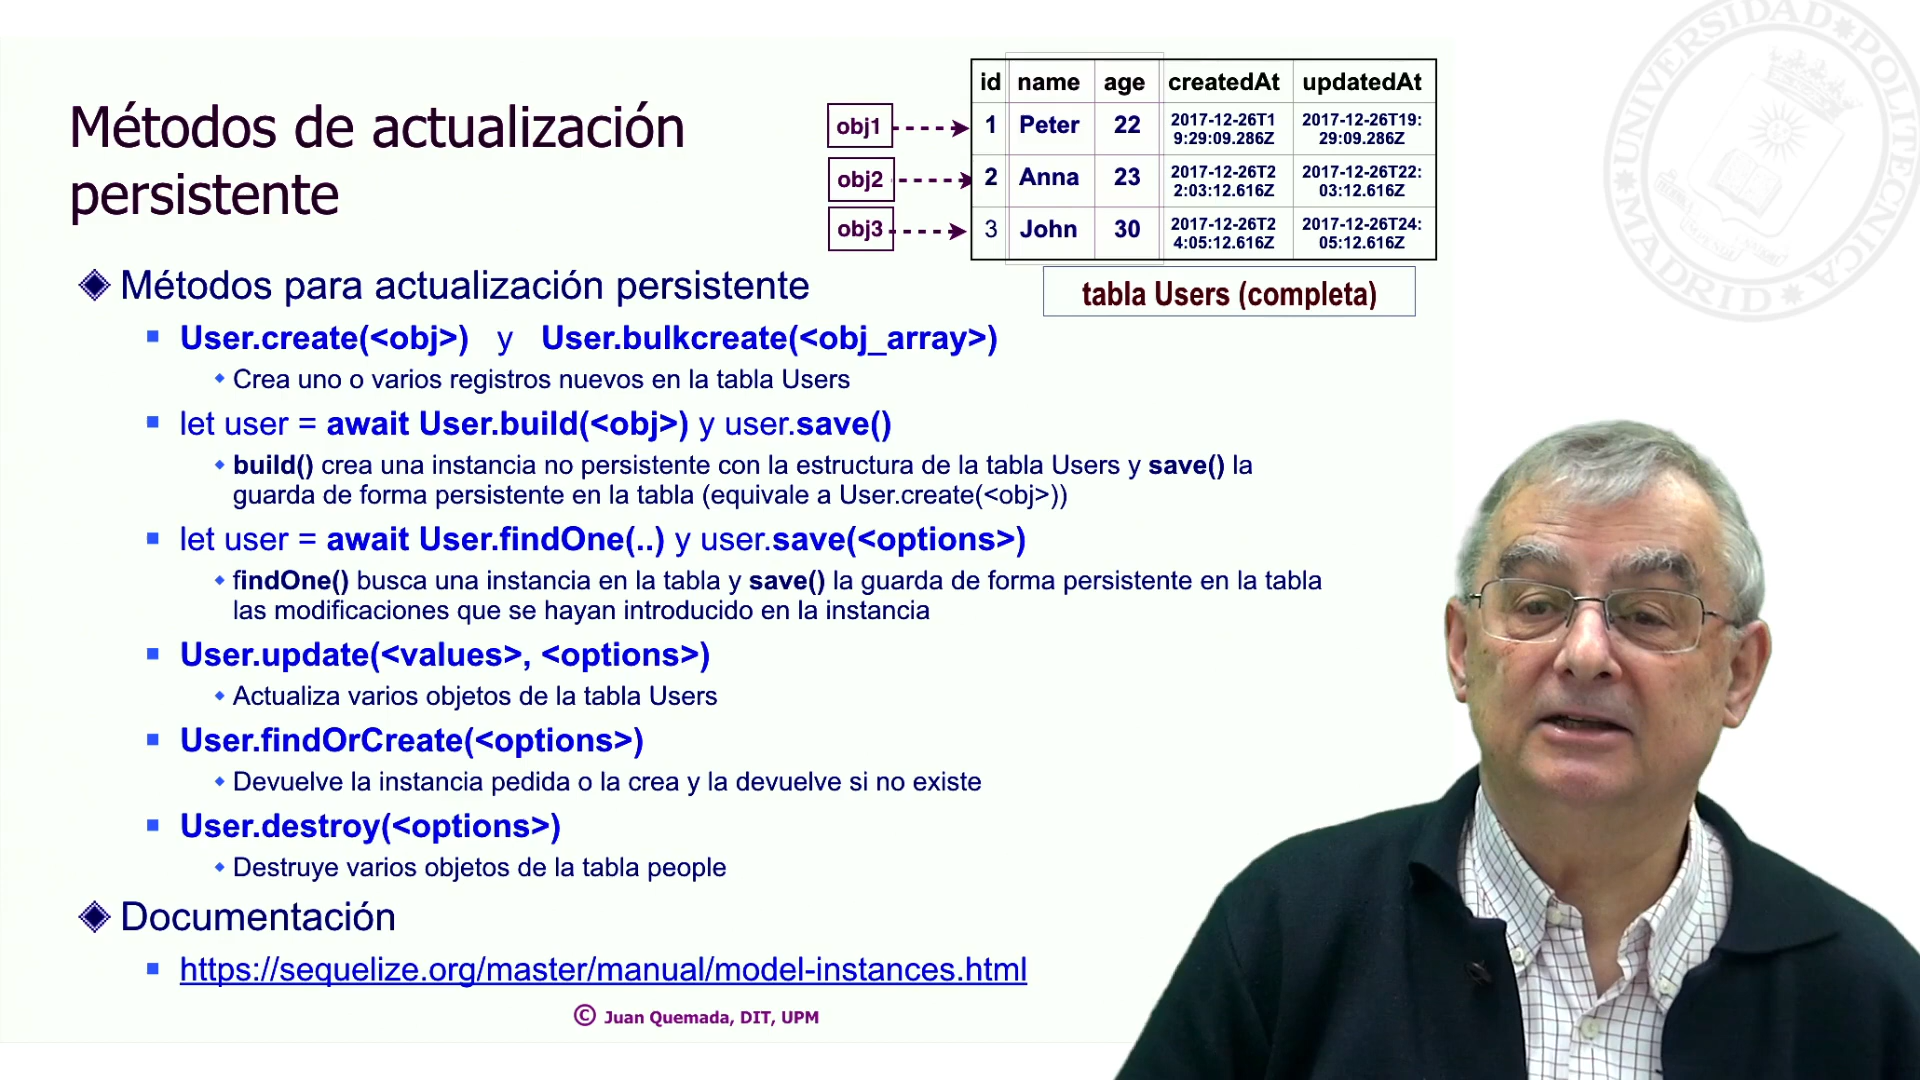 Métodos de actualización
persistente
id name age createdAt updatedAt
obj1 1 Peter 22 2017-12-26T1 2017-12-26T19:
9:29:09.286Z 29:09.286Z
obj2 2 Anna 23 2017-12-26T2 2017-12-26T22:
2:03:12.616Z 03:12.616Z
obj3 3 John 30 2017-12-26T2 2017-12-26T24:
4:05:12.616Z 05:12.616Z
tabla Users (completa)
Métodos para actualización persistente
User.create(<obj>) y User.bulkcreate(<obj_array>)
Crea uno o varios registros nuevos en la tabla Users
let user = await User.build(<obj>) y user.save()
build() crea una instancia no persistente con la estructura de la tabla Users y save() la
guarda de forma persistente en la tabla (equivale a User.create(<obj>))
let user = await User.findOne(..) y user.save(<options>)
findOne() busca una instancia en la tabla y save() la guarda de forma persistente en la tabla
las modificaciones que se hayan introducido en la instancia
User.update(<values>, <options>)
Actualiza varios objetos de la tabla Users
User.findOrCreate(<options>)
Devuelve la instancia pedida o la crea y la devuelve si no existe
User.destroy(<options>)
Destruye varios objetos de la tabla people
Documentación
https://sequelize.org/master/manual/model-instances.html
© Juan Quemada, DIT, UPM
UNIVERSIDAD POLITECNICA
MADRID